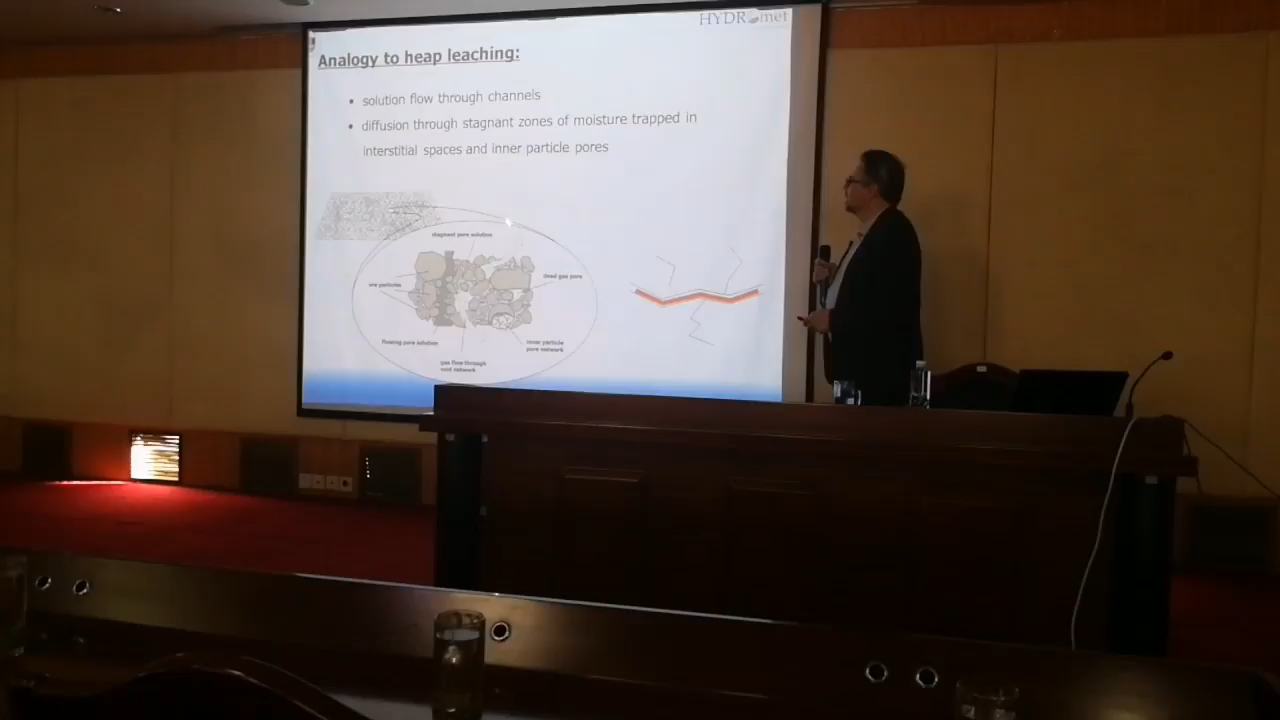 HYDROmet
Analogy to heap leaching:
• solution flow through channels
• diffusion through stagnant zones of moisture trapped in
interstitial spaces and inner particle pores
stagnant pore solution
dead gas pore
ore particles
flowing pore solution
inner particle
pore network
gas flow through
void network